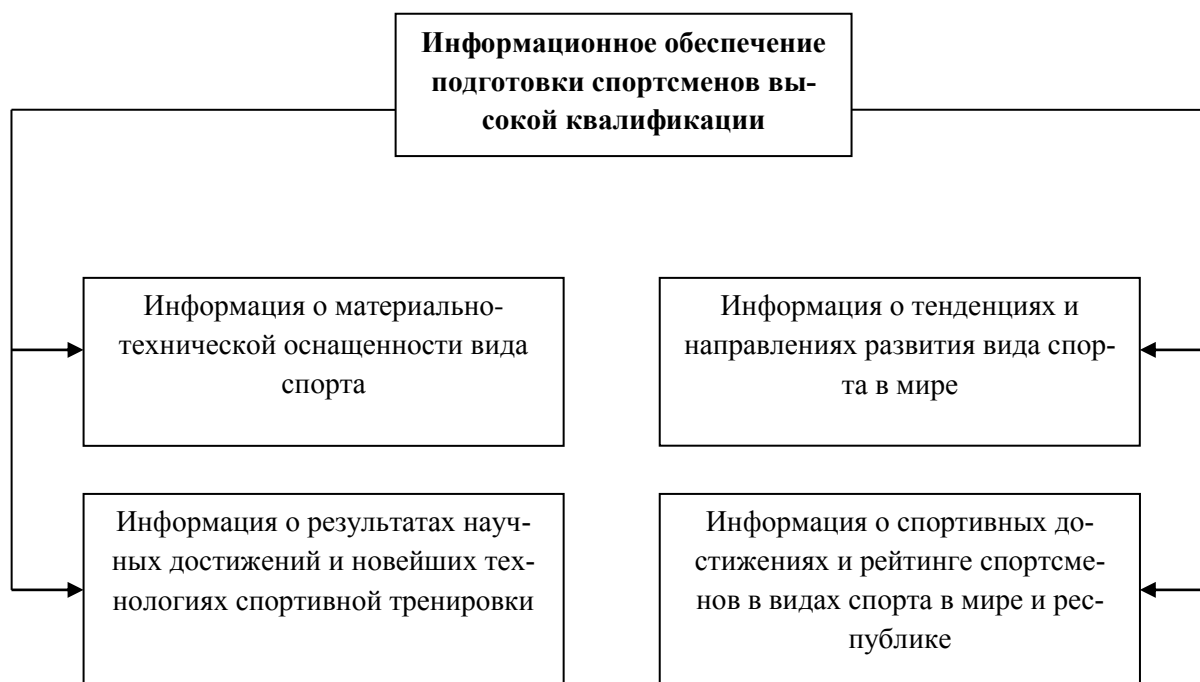 Информационное обеспечение
подготовки спортсменов вы-
сокой квалификации
Информация о материально-
технической оснащенности вида
спорта
Информация о тенденциях и
направлениях развития вида спор-
та в мире
Информация о результатах науч-
ных достижений и новейших тех-
нологиях спортивной тренировки
Информация о спортивных до-
стижениях и рейтинге спортсме-
нов в видах спорта в мире и рес-
публике